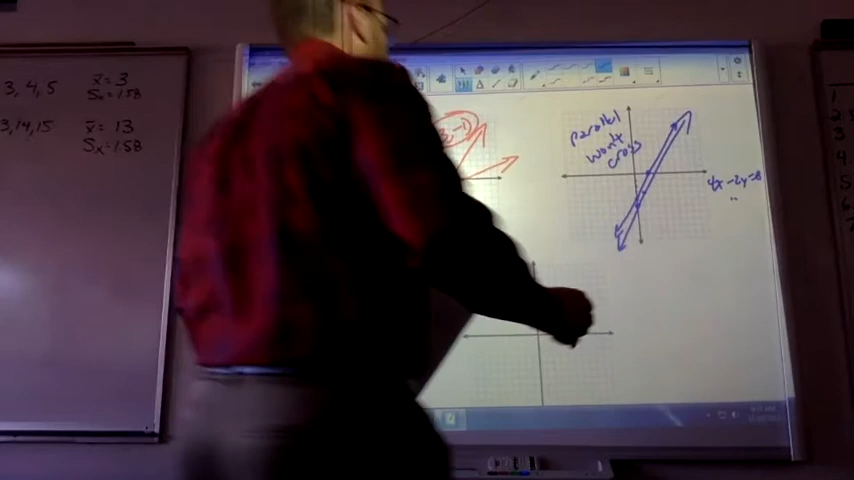 3, 4, 5
x̄ = 3
Sx = 1.58
3, 14, 15
x̄ = 13
Sx = 1.58
parallel
won't
cross
4x - 2y = 8